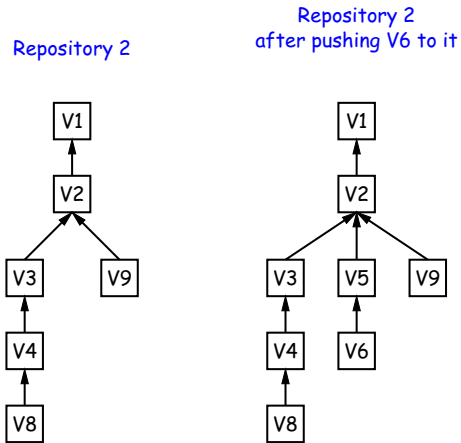 Repository 2
V1
V2
V3 V9
V4
V8
Repository 2
after pushing V6 to it
V1
V2
V3 V5 V9
V4 V6
V8